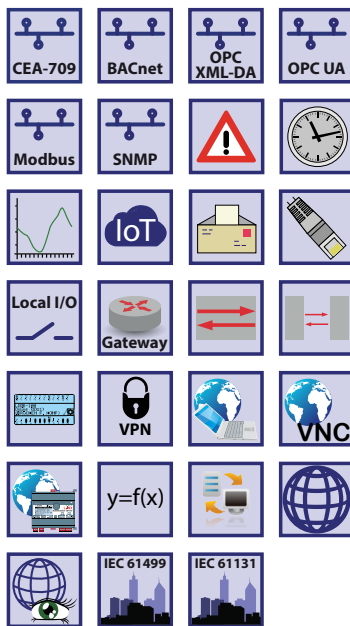 CEA-709
BACnet
OPC
XML-DA
OPC UA
Modbus
SNMP
IoT
Local I/O
Gateway
VPN
VNC
y=f(x)
IEC 61499
IEC 61131